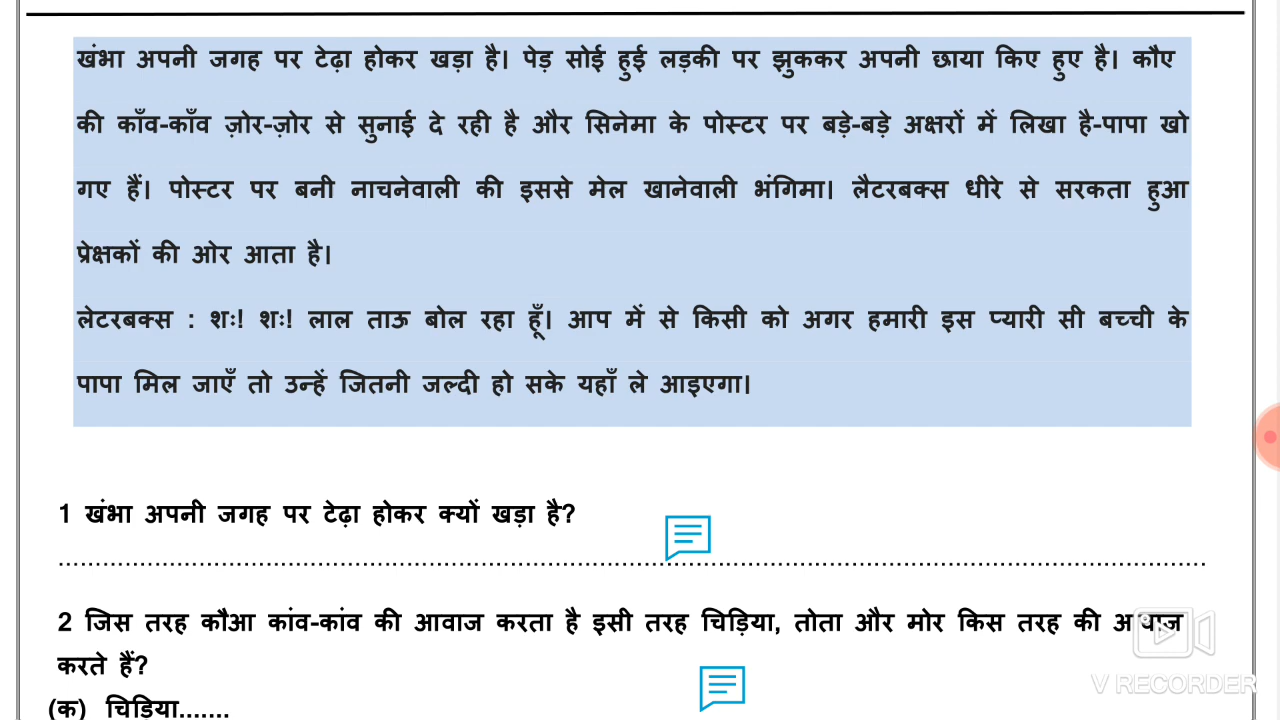 खंभा अपनी जगह पर टेढ़ा होकर खड़ा है। पेड़ सोई हुई लड़की पर झुककर अपनी छाया किए हुए है। कौए
की काँव-काँव ज़ोर-ज़ोर से सुनाई दे रही है और सिनेमा के पोस्टर पर बड़े-बड़े अक्षरों में लिखा है-पापा खो
गए हैं। पोस्टर पर बनी नाचनेवाली की इससे मेल खानेवाली भंगिमा। लैटरबक्स धीरे से सरकता हुआ
प्रेक्षकों की ओर आता है।
लेटरबक्स : शः! शः! लाल ताऊ बोल रहा हूँ। आप में से किसी को अगर हमारी इस प्यारी सी बच्ची के
पापा मिल जाएँ तो उन्हें जितनी जल्दी हो सके यहाँ ले आइएगा।
1 खंभा अपनी जगह पर टेढ़ा होकर क्यों खड़ा है?
2 जिस तरह कौआ कांव-कांव की आवाज करता है इसी तरह चिड़िया, तोता और मोर किस तरह की आवाज
करते हैं?
(क) चिड़िया.......
V RECORDER